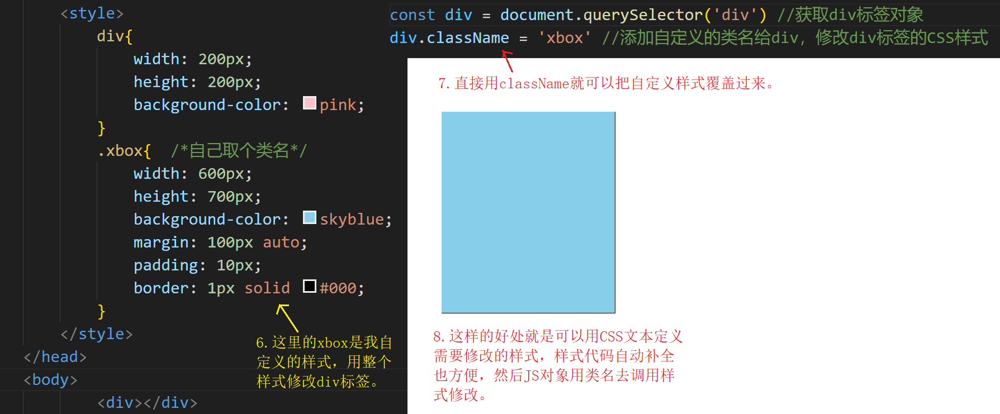 <style>
div{
width: 200px;
height: 200px;
background-color: pink;
}
.xbox{  /*自己取个类名*/
width: 600px;
height: 700px;
background-color: skyblue;
margin: 100px auto;
padding: 10px;
border: 1px solid #000;
}
</style>
</head>
<body>
<div></div>
6.这里的xbox是我自
定义的样式，用整个
样式修改div标签。
const div = document.querySelector('div') //获取div标签对象
div.className = 'xbox' //添加自定义的类名给div，修改div标签的CSS样式
7.直接用className就可以把自定义样式覆盖过来。
8.这样的好处就是可以用CSS文本定义
需要修改的样式，样式代码自动补全
也方便，然后JS对象用类名去调用样
式修改。